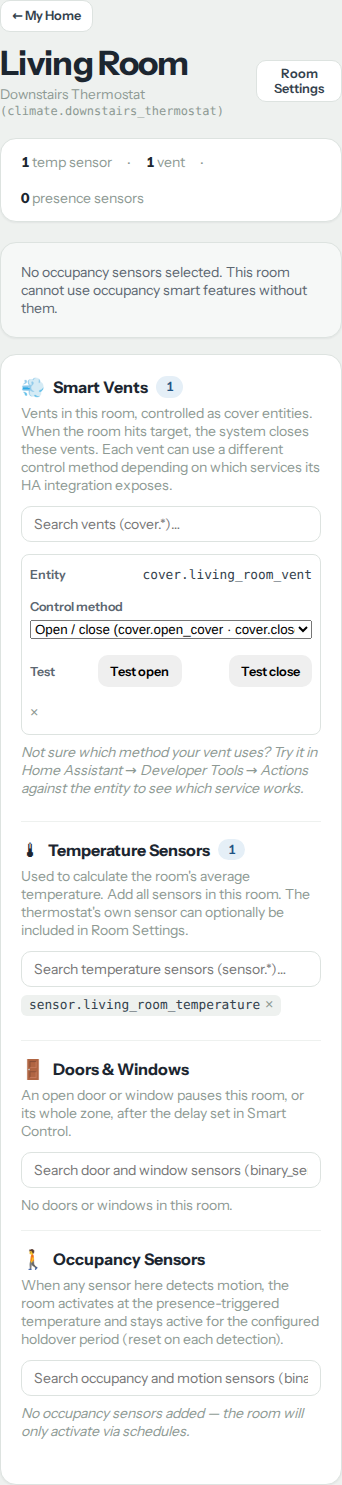 ← My Home
Living Room
Room
Settings
Downstairs Thermostat
(climate.downstairs_thermostat)
1 temp sensor · 1 vent ·
0 presence sensors
No occupancy sensors selected. This room
cannot use occupancy smart features without
them.
Smart Vents 1
Vents in this room, controlled as cover entities.
When the room hits target, the system closes
these vents. Each vent can use a different
control method depending on which services its
HA integration exposes.
Search vents (cover.*)...
Entity cover.living_room_vent
Control method
Open / close (cover.open_cover · cover.clos
Test Test open Test close
×
Not sure which method your vent uses? Try it in
Home Assistant → Developer Tools → Actions
against the entity to see which service works.
Temperature Sensors 1
Used to calculate the room's average
temperature. Add all sensors in this room. The
thermostat's own sensor can optionally be
included in Room Settings.
Search temperature sensors (sensor.*)...
sensor.living_room_temperature ×
Doors & Windows
An open door or window pauses this room, or
its whole zone, after the delay set in Smart
Control.
Search door and window sensors (binary_se
No doors or windows in this room.
Occupancy Sensors
When any sensor here detects motion, the
room activates at the presence-triggered
temperature and stays active for the configured
holdover period (reset on each detection).
Search occupancy and motion sensors (bina
No occupancy sensors added — the room will
only activate via schedules.